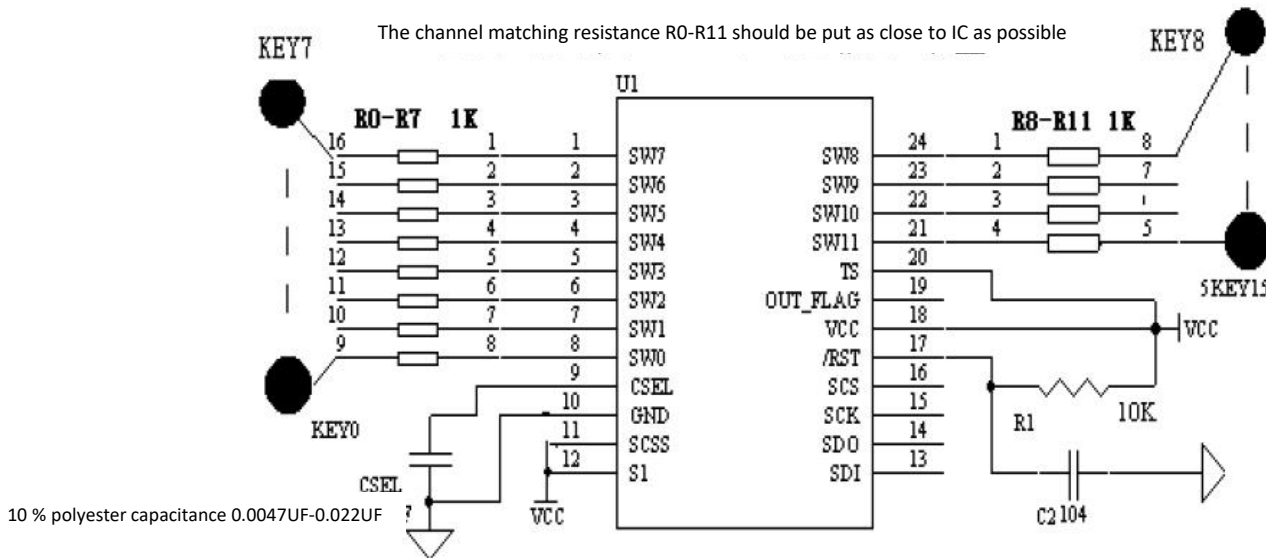 The channel matching resistance R0-R11 should be put as close to IC as possible
KEY7
KEY8
U1
R0-R7 1K
R8-R11 1K
16 1 1 SW7
15 2 2 SW6
14 3 3 SW5
13 4 4 SW4
12 5 5 SW3
11 6 6 SW2
10 7 7 SW1
9 8 8 SW0
9 CSEL
10 GND
11 SCSS
12 S1
SW8 24 1 8
SW9 23 2 7
SW10 22 3
SW11 21 4 5
TS 20
OUT_FLAG 19
VCC 18
/RST 17
SCS 16
SCK 15
SDO 14
SDI 13
5KEY15
VCC
R1 10K
KEY0
CSEL
VCC
C2 104
10 % polyester capacitance 0.0047UF-0.022UF